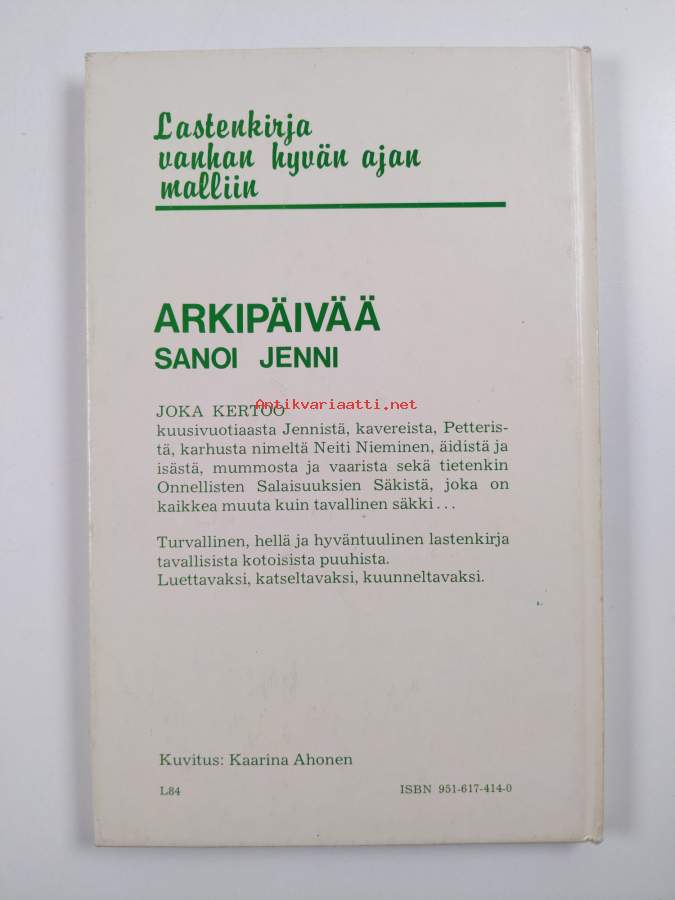 Lastenkirja
vanhan hyvän ajan
malliin
ARKIPÄIVÄÄ
SANOI JENNI
Antikvariaatti.net
JOKA KERTOO
kuusivuotiaasta Jennistä, kavereista, Petteris-
tä, karhusta nimeltä Neiti Nieminen, äidistä ja
isästä, mummosta ja vaarista sekä tietenkin
Onnellisten Salaisuuksien Säkistä, joka on
kaikkea muuta kuin tavallinen säkki...
Turvallinen, hellä ja hyväntuulinen lastenkirja
tavallisista kotoisista puuhista.
Luettavaksi, katseltavaksi, kuunneltavaksi.
Kuvitus: Kaarina Ahonen
L84 ISBN 951-617-414-0